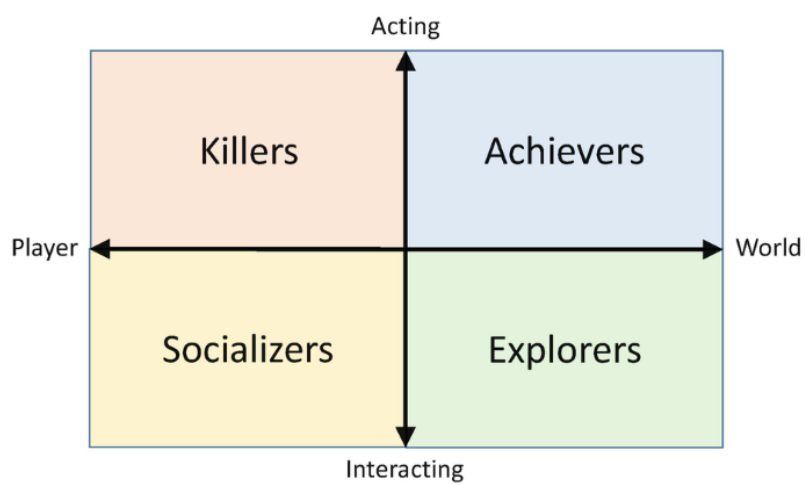 Acting
Killers
Achievers
Player
World
Socializers
Explorers
Interacting